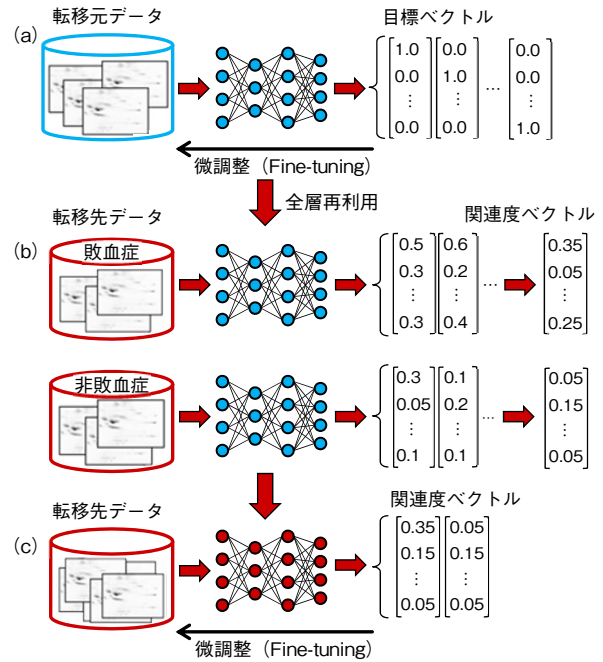 転移元データ
目標ベクトル
(a)
1.0 0.0 0.0
0.0 1.0 0.0
⋮ ⋮ … ⋮
0.0 0.0 1.0
微調整（Fine-tuning）
全層再利用
転移先データ
関連度ベクトル
(b)
敗血症
0.5 0.6 0.35
0.3 0.2 0.05
⋮ ⋮ … ⋮
0.3 0.4 0.25
非敗血症
0.3 0.1 0.05
0.05 0.2 0.15
⋮ ⋮ … ⋮
0.1 0.1 0.05
転移先データ
関連度ベクトル
(c)
0.35 0.05
0.15 0.15
⋮ ⋮
0.05 0.05
微調整（Fine-tuning）